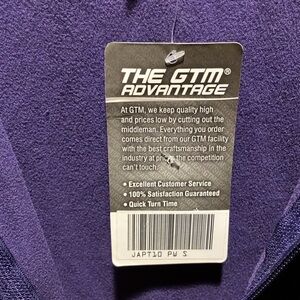 THE GTM®
ADVANTAGE
At GTM, we keep quality high
and prices low by cutting out the
middleman. Everything you order
comes direct from our GTM facility
with the best craftsmanship in the
industry at the competition
can't touch.
• Excellent Customer Service
• 100% Satisfaction Guaranteed
• Quick Turn Time
JAP710 PW S